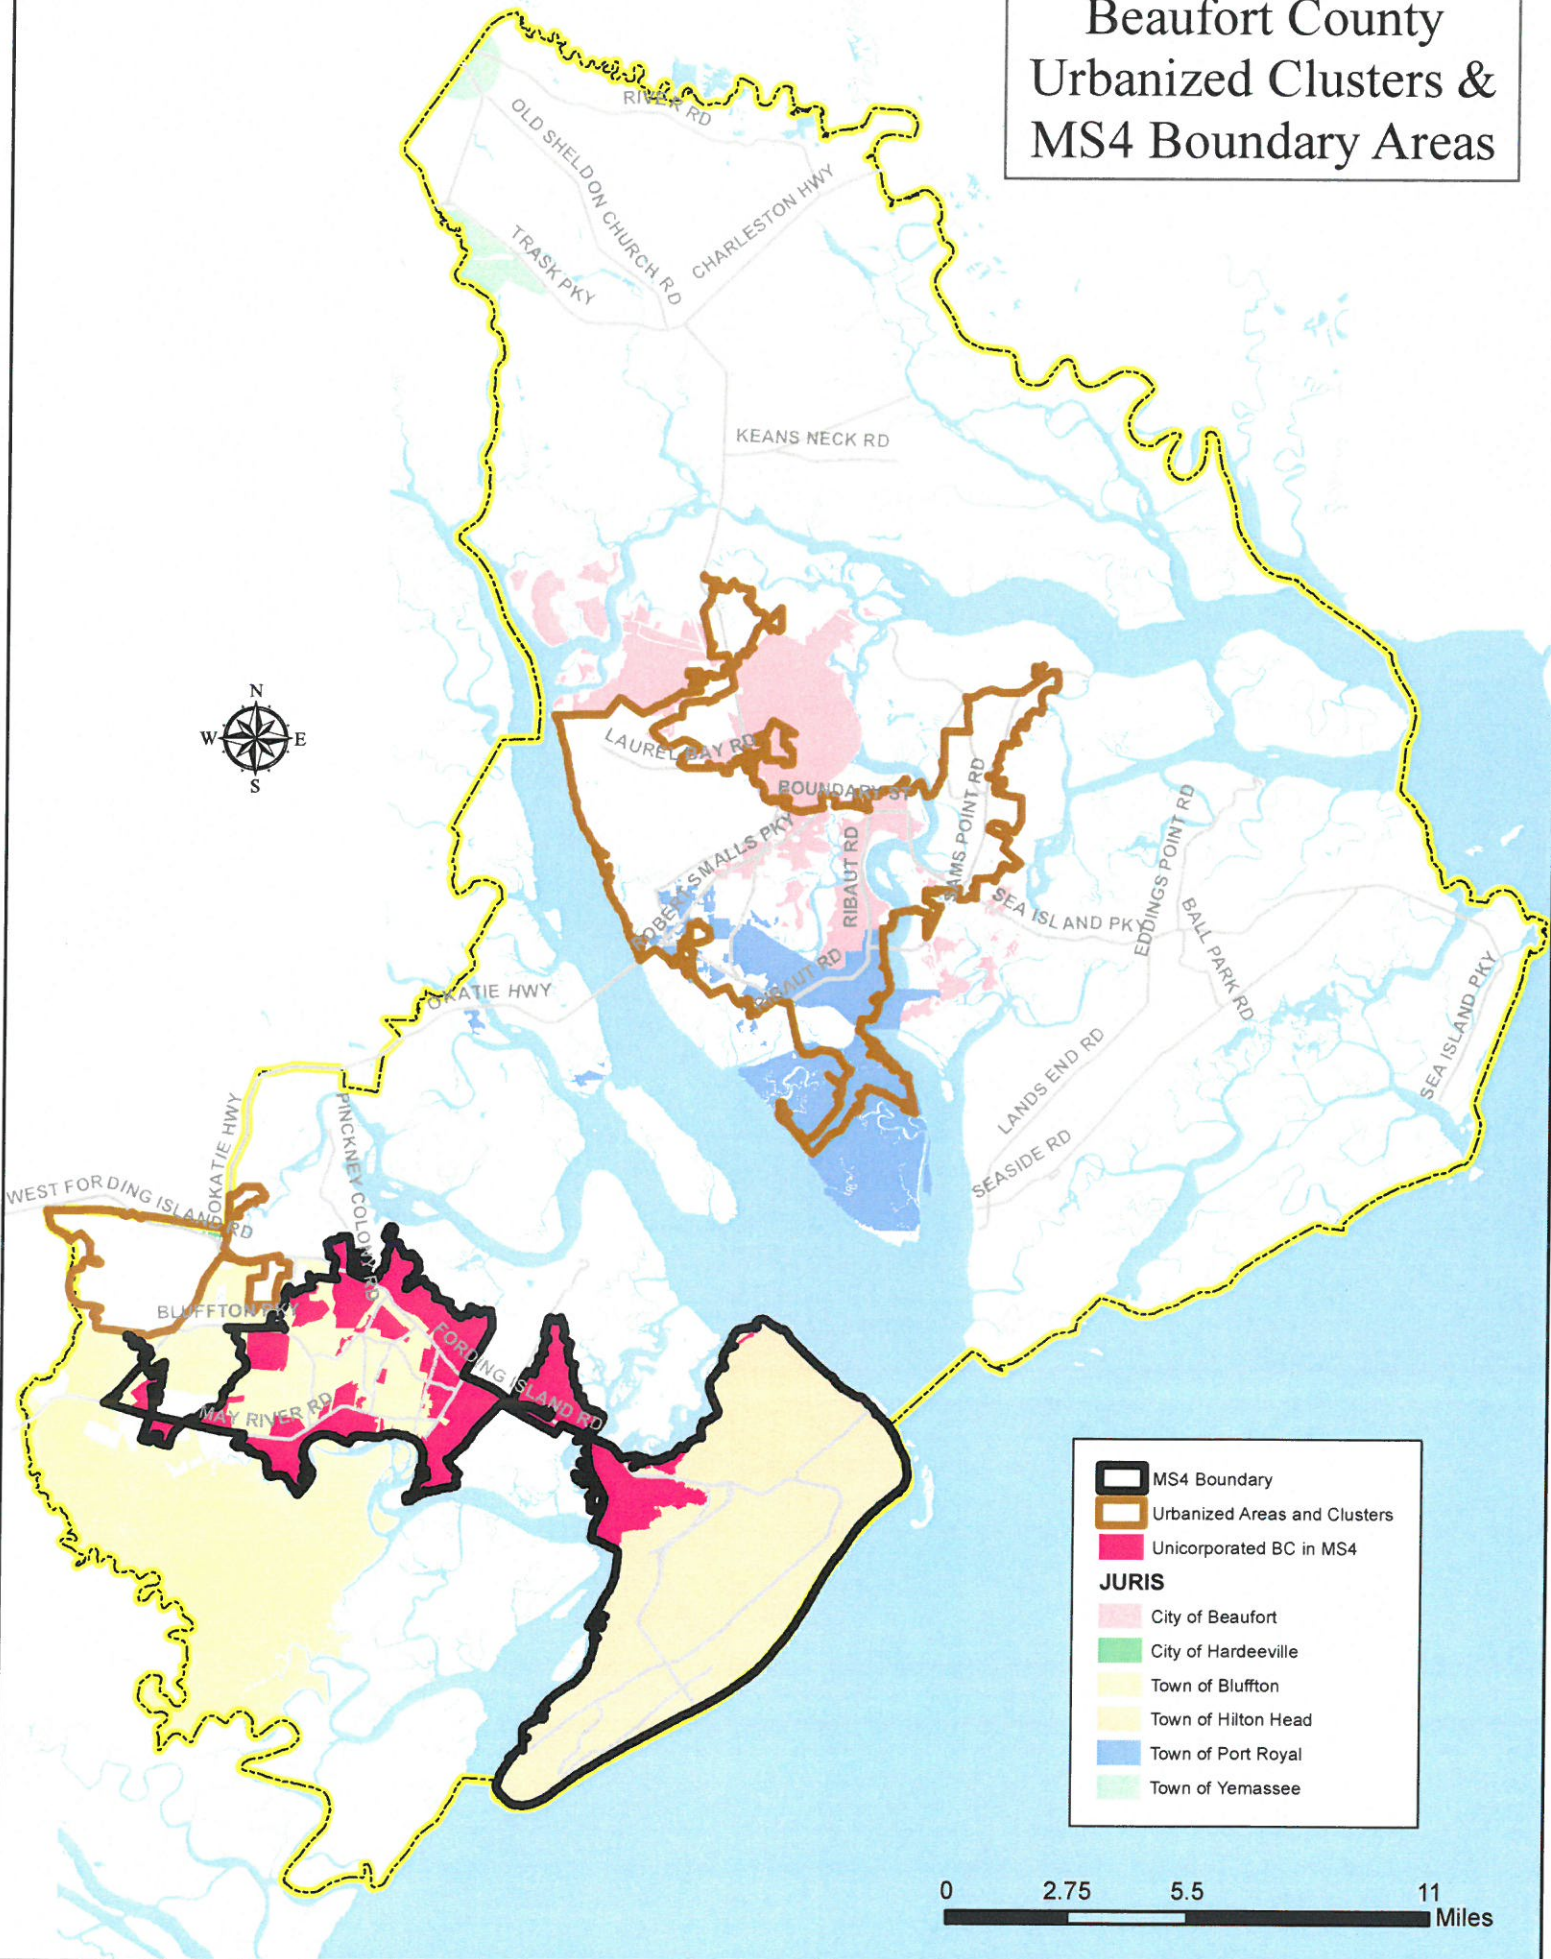 Beaufort County
Urbanized Clusters &
MS4 Boundary Areas
RIVER RD
OLD SHELDON CHURCH RD
CHARLESTON HWY
TRASK PKY
KEANS NECK RD
N
W E
S
LAUREL BAY RD
BOUNDARY ST
ROBERT SMALLS PKY
RIBAUT RD
SAMS POINT RD
EDDINGS POINT RD
SEA ISLAND PKY
BALL PARK RD
SEA ISLAND PKY
RIBAUT RD
OKATIE HWY
LANDS END RD
SEASIDE RD
OKATIE HWY
PINCKNEY COLONY RD
WEST FORDING ISLAND RD
BLUFFTON PKY
FORDING ISLAND RD
MAY RIVER RD
MS4 Boundary
Urbanized Areas and Clusters
Unicorporated BC in MS4
JURIS
City of Beaufort
City of Hardeeville
Town of Bluffton
Town of Hilton Head
Town of Port Royal
Town of Yemassee
0 2.75 5.5 11
Miles